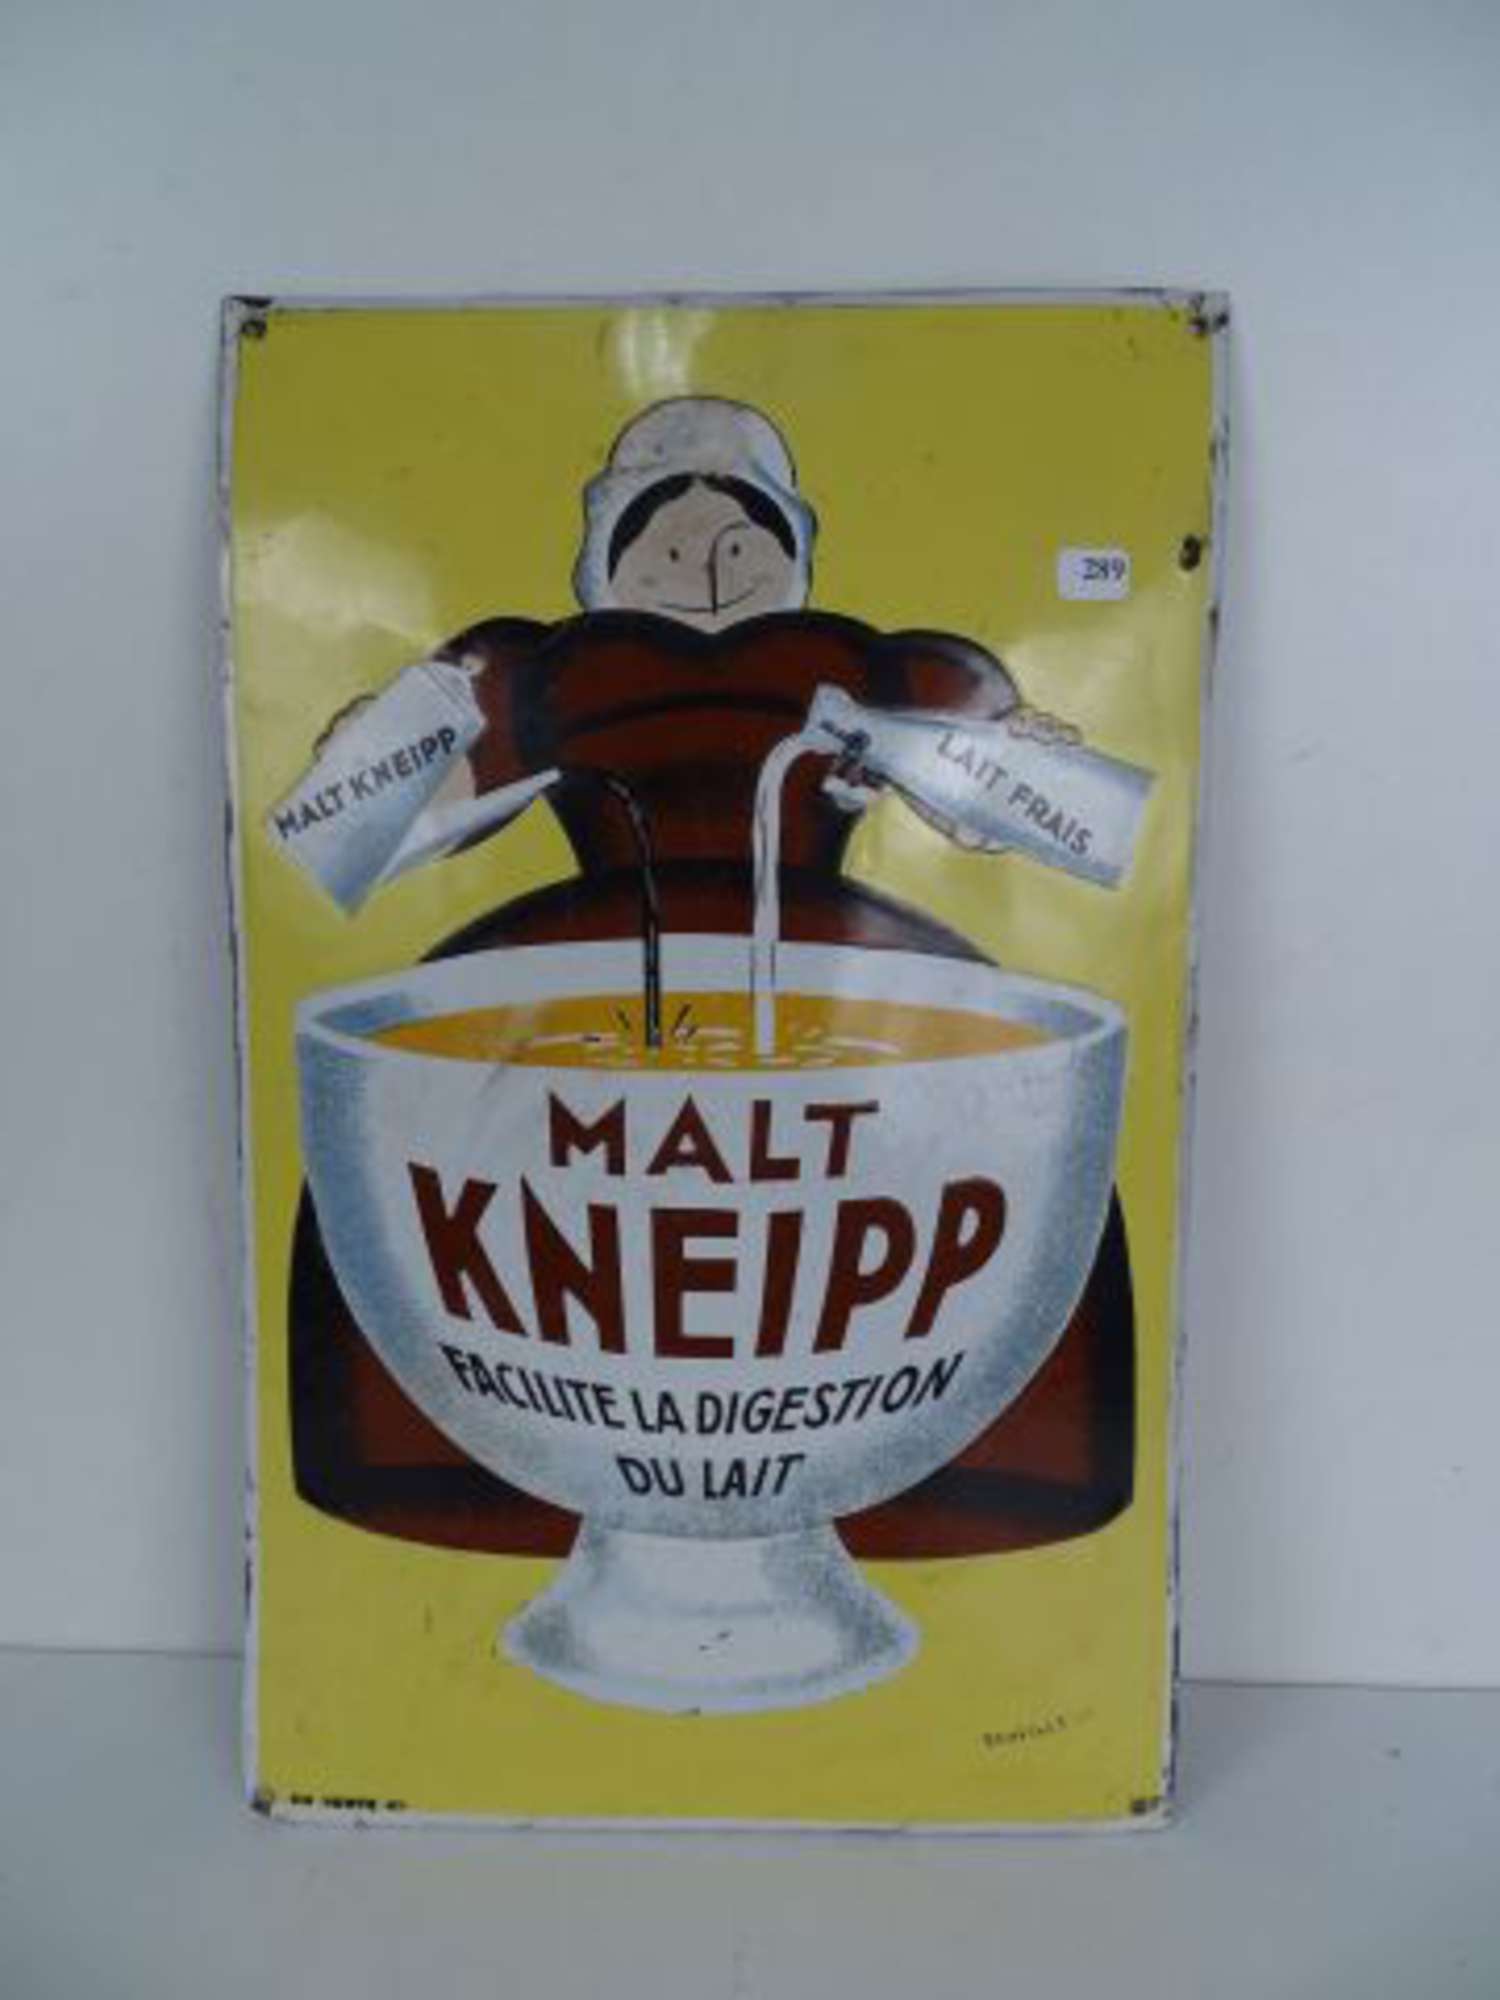 289
MALT KNEIPP
LAIT FRAIS
MALT
KNEIPP
FACILITE LA DIGESTION
DU LAIT